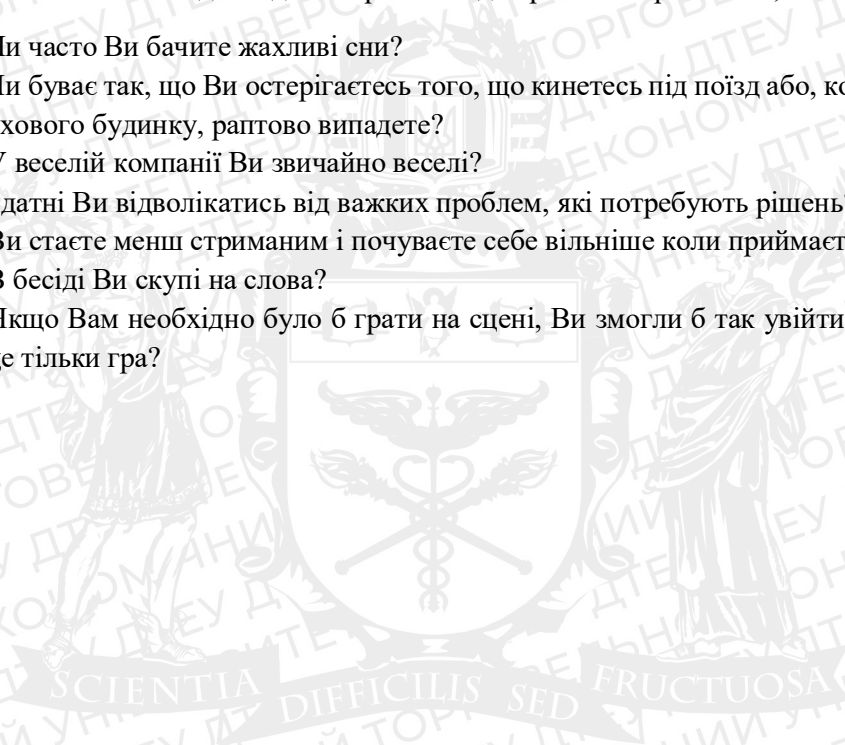 Чи часто Ви бачите жахливі сни?
Чи буває так, що Ви остерігаєтесь того, що кинетесь під поїзд або,
хового будинку, раптово випадете?
У веселій компанії Ви звичайно веселі?
датні Ви відволікатись від важких проблем, які потребують рішень?
Ви стаєте менш стриманим і почуваєте себе вільніше коли приймаєт
В бесіді Ви скупі на слова?
Якщо Вам необхідно було б грати на сцені, Ви змогли б так увійти
це тільки гра?
SCIENTIA DIFFICILIS SED FRUCTUOSA